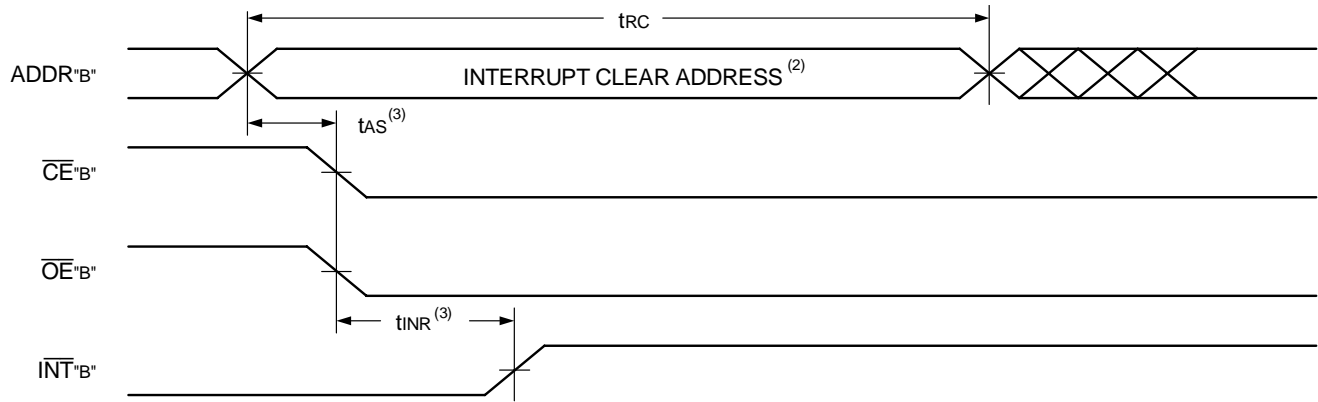 tRC
ADDR"B"
INTERRUPT CLEAR ADDRESS (2)
tAS(3)
CE"B"
OE"B"
tINR(3)
INT"B"